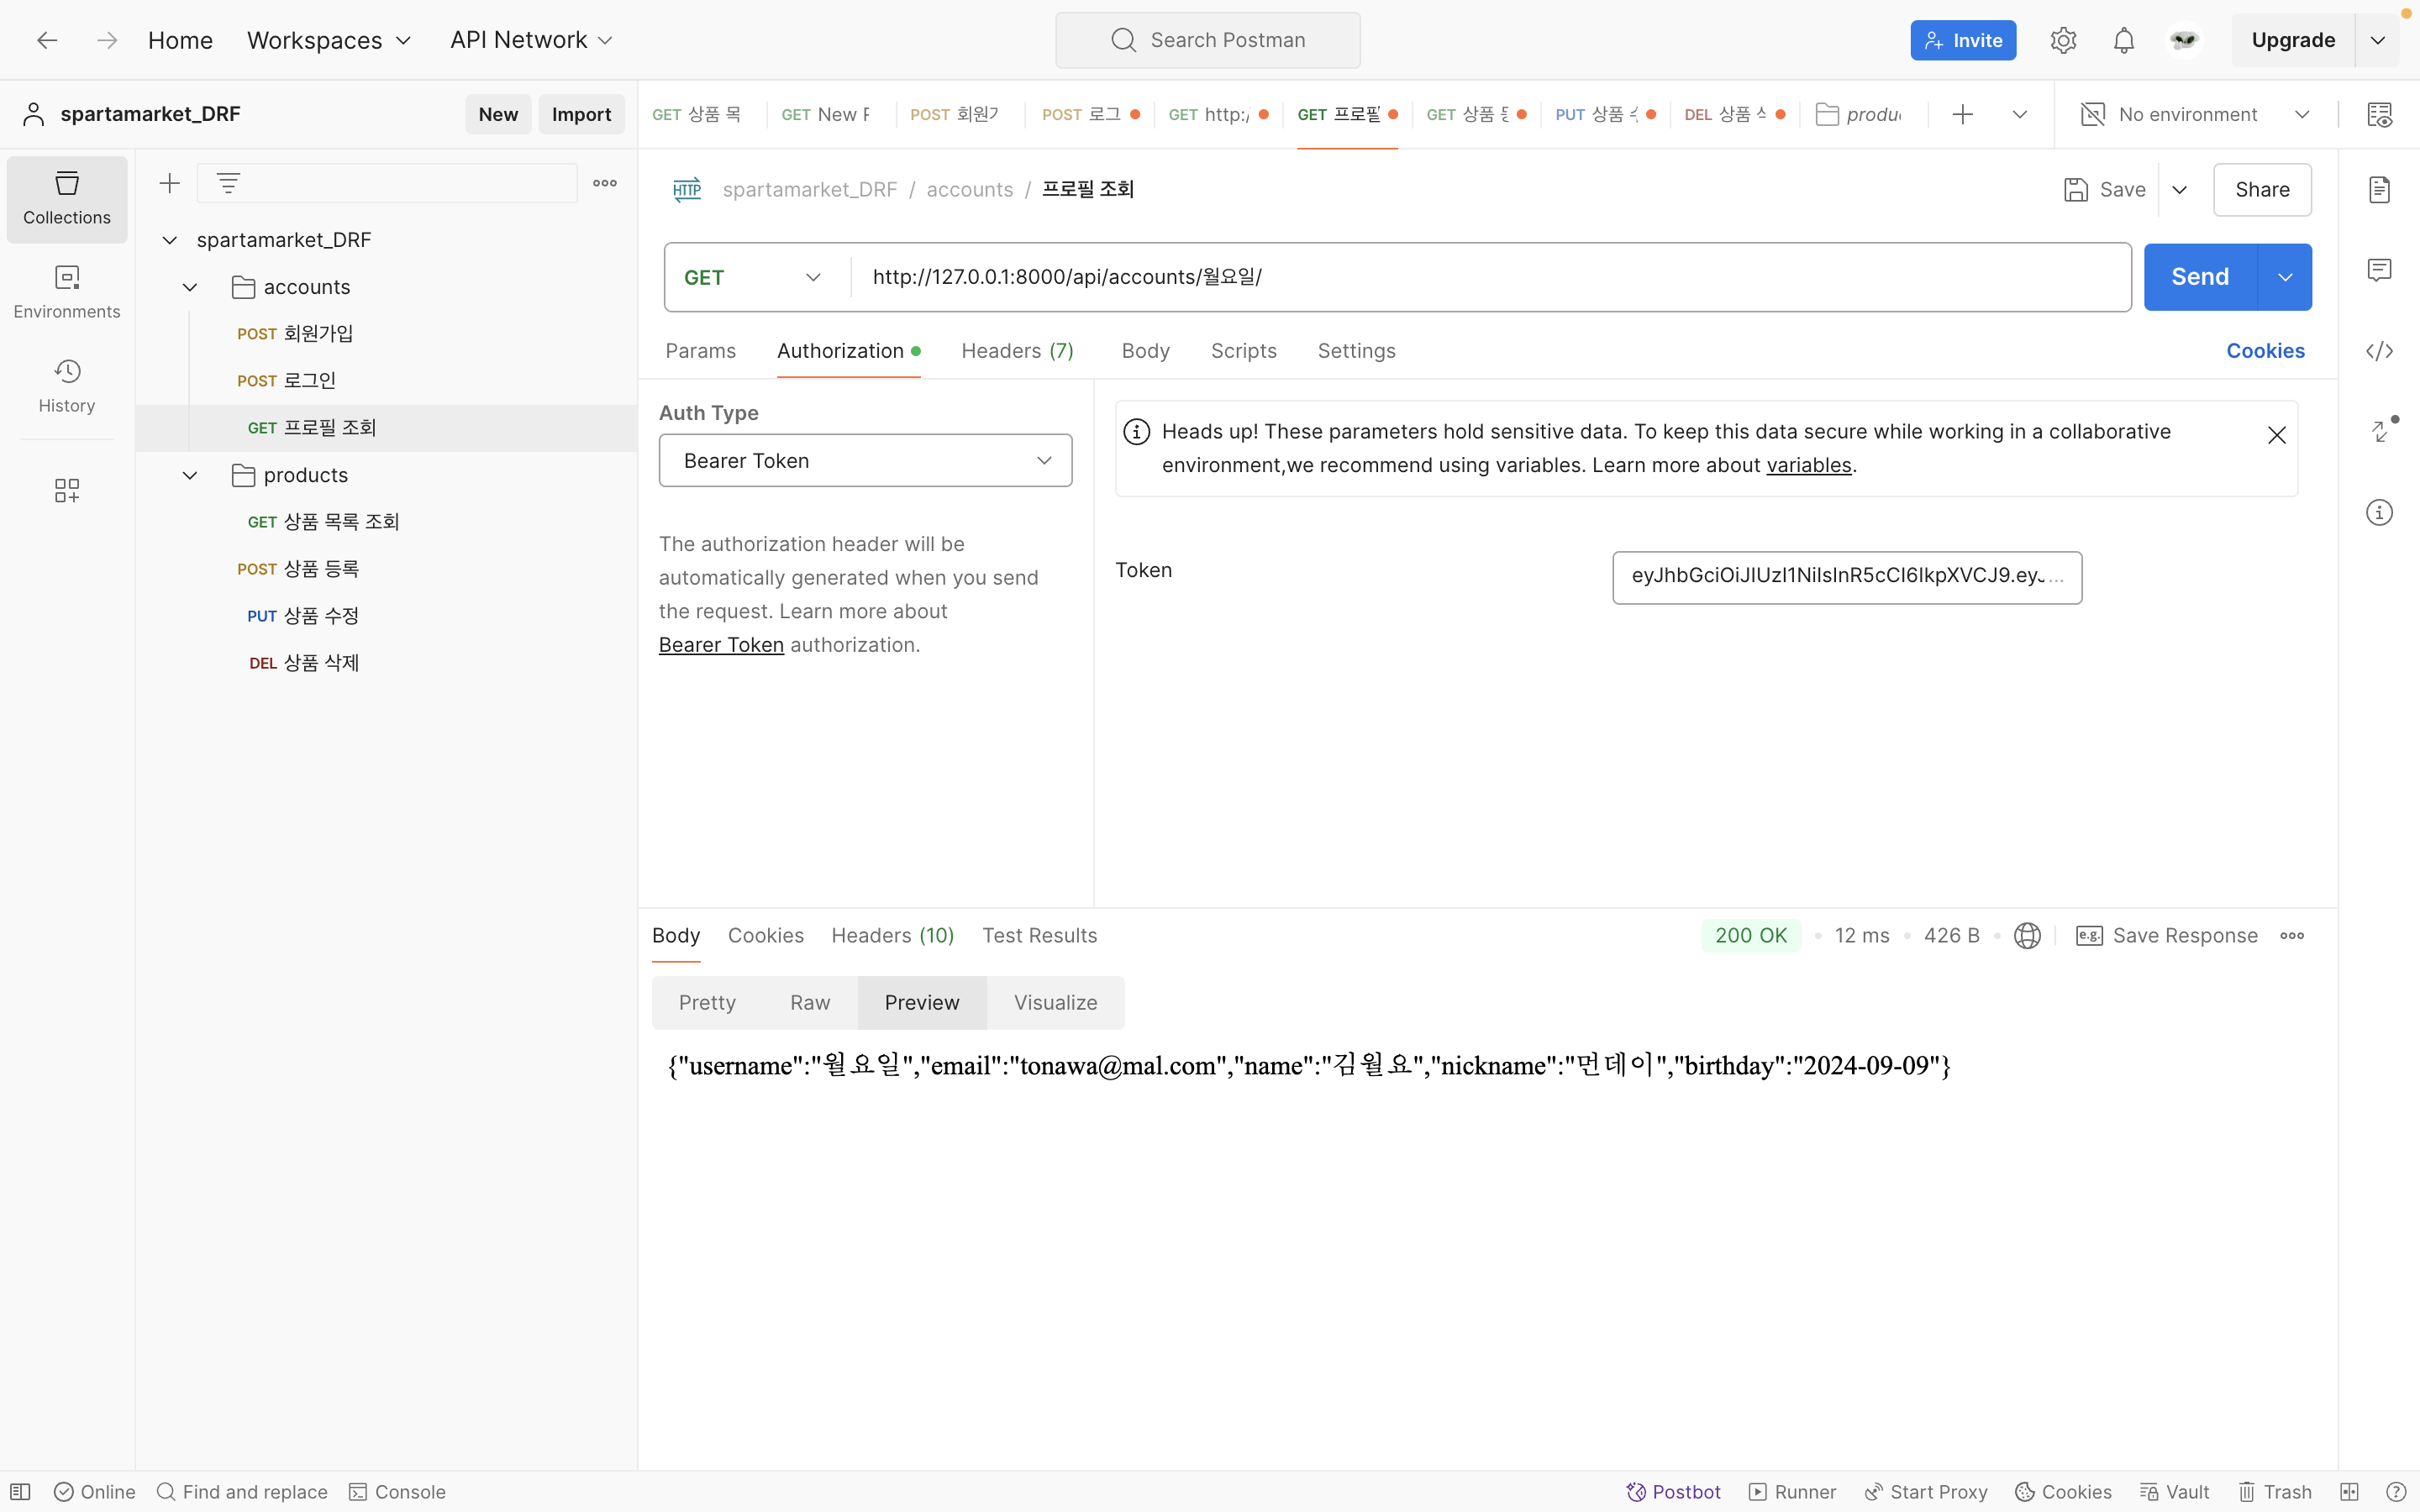 Home Workspaces API Network Search Postman Invite Upgrade
spartamarket_DRF New Import
GET 상품 목 GET New POST 회원 POST 로그 GET http:/ GET 프로필 GET 상품 PUT 상품 DEL 상품 produ No environment
Collections
Environments
History
spartamarket_DRF
accounts
POST 회원가입
POST 로그인
GET 프로필 조회
products
GET 상품 목록 조회
POST 상품 등록
PUT 상품 수정
DEL 상품 삭제
HTTP spartamarket_DRF / accounts / 프로필 조회 Save Share
GET http://127.0.0.1:8000/api/accounts/월요일/ Send
Params Authorization Headers (7) Body Scripts Settings Cookies
Auth Type
Bearer Token
The authorization header will be
automatically generated when you send
the request. Learn more about
Bearer Token authorization.
Heads up! These parameters hold sensitive data. To keep this data secure while working in a collaborative
environment,we recommend using variables. Learn more about variables.
Token eyJhbGciOiJIUzI1NiIsInR5cCI6IkpXVCJ9.eyJ...
Body Cookies Headers (10) Test Results 200 OK 12 ms 426 B e.g. Save Response
Pretty Raw Preview Visualize
{"username":"월요일","email":"tonawa@mal.com","name":"김월요","nickname":"먼데이","birthday":"2024-09-09"}
Online Find and replace Console Postbot Runner Start Proxy Cookies Vault Trash